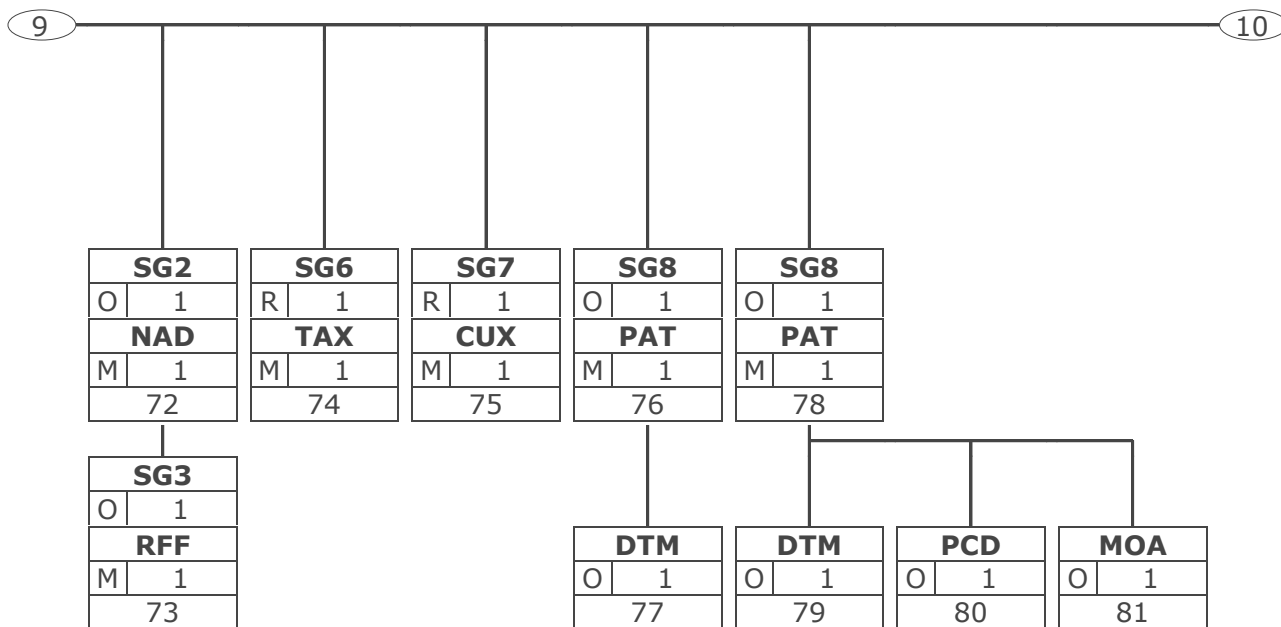 9 10
SG2 SG6 SG7 SG8 SG8
O 1 R 1 R 1 O 1 O 1
NAD TAX CUX PAT PAT
M 1 M 1 M 1 M 1 M 1
72 74 75 76 78
SG3
O 1
RFF DTM DTM PCD MOA
M 1 O 1 O 1 O 1 O 1
73 77 79 80 81